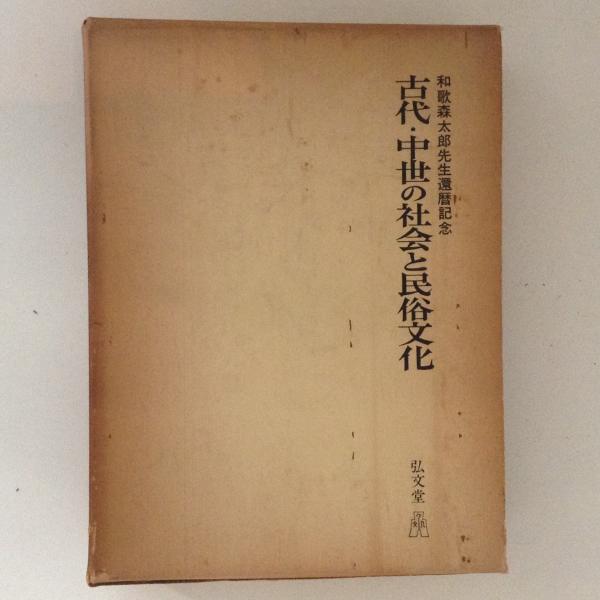 和歌森太郎先生還暦記念
古代・中世の社会と民俗文化
弘文堂